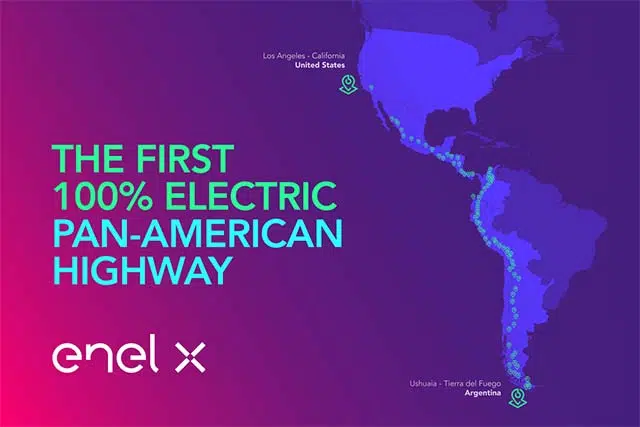 Los Angeles - California
United States
THE FIRST
100% ELECTRIC
PAN-AMERICAN
HIGHWAY
enel x
Ushuaia - Tierra del Fuego
Argentina